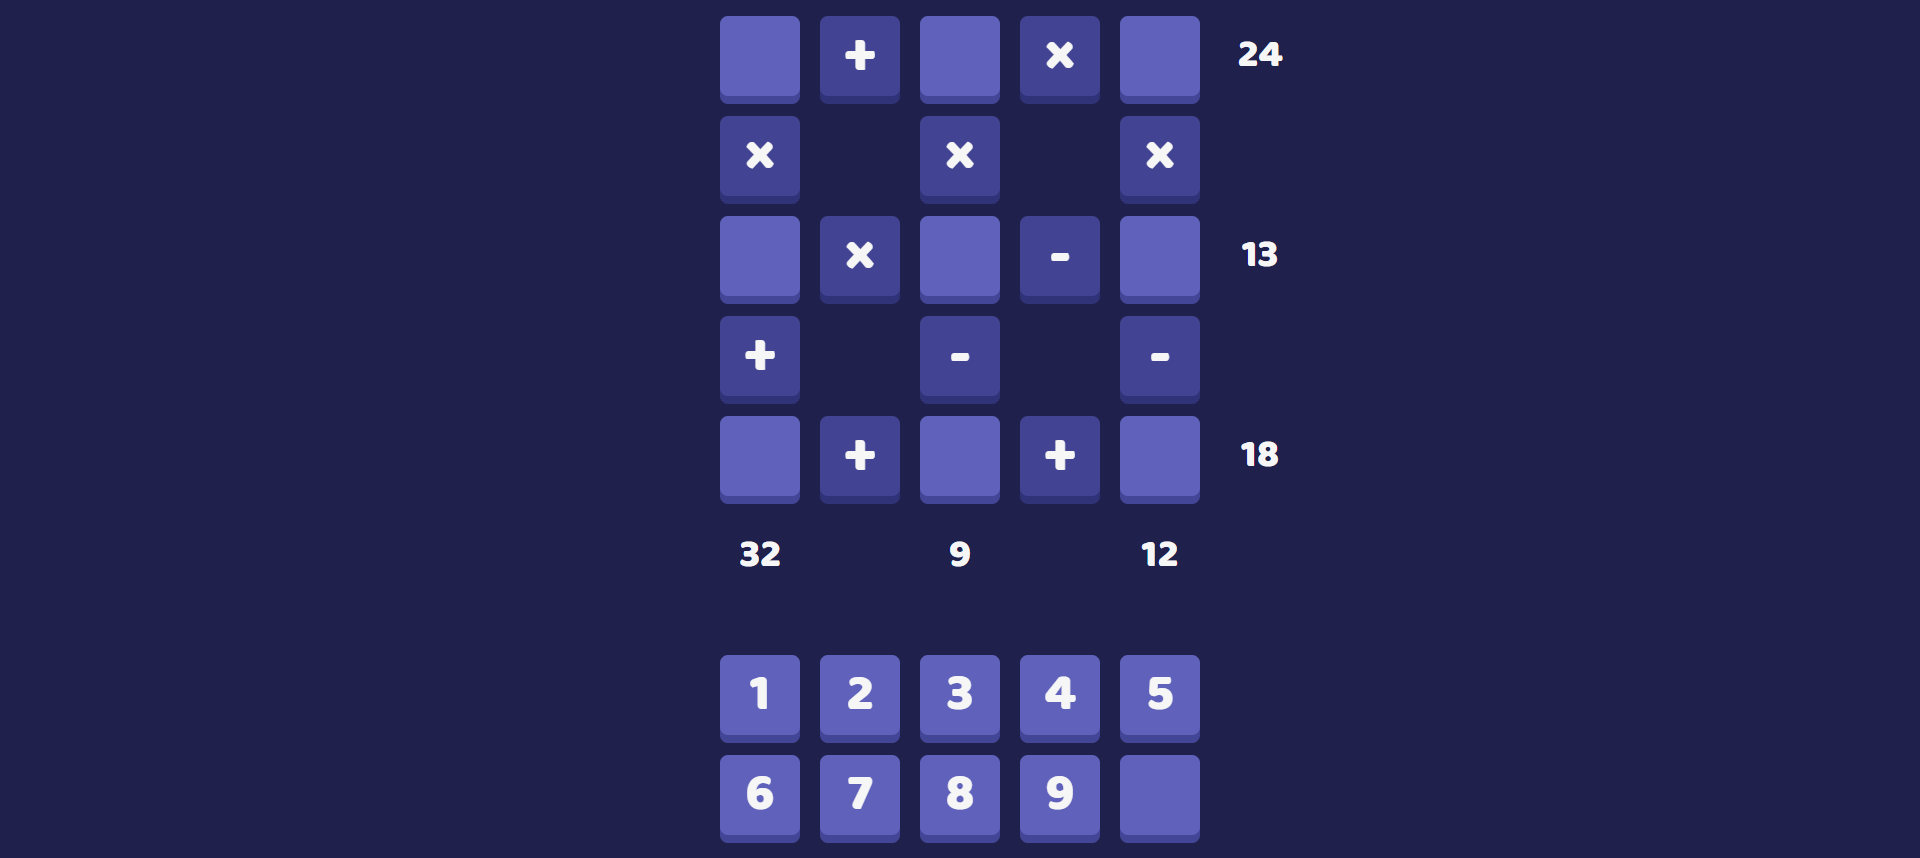 + × 24
× × ×
× - 13
+ - -
+ + 18
32 9 12
1 2 3 4 5
6 7 8 9